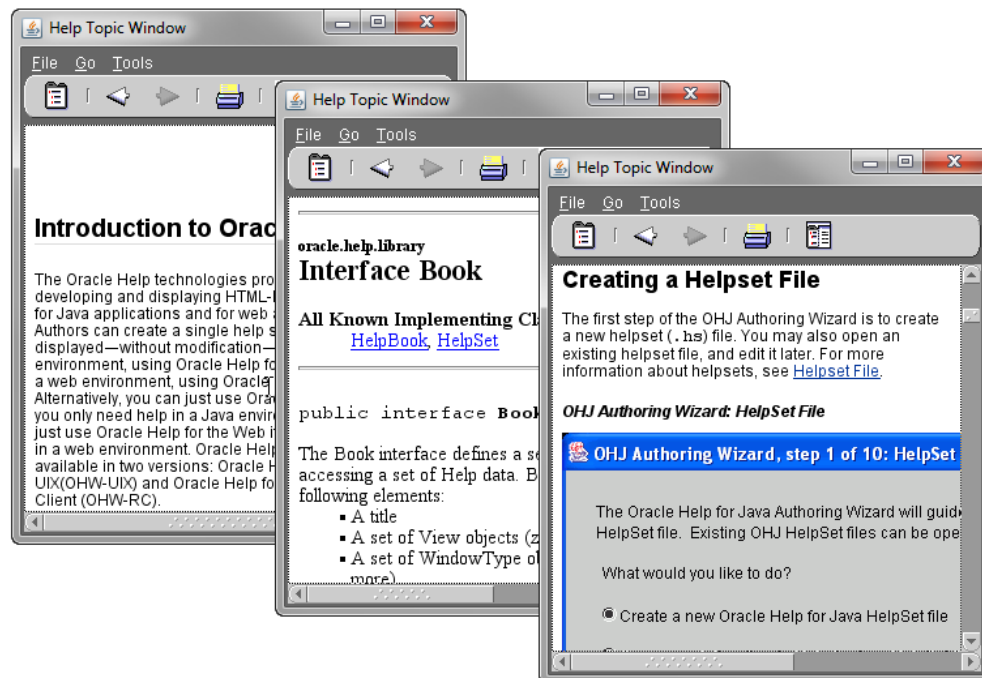 Help Topic Window
File Go Tools
Introduction to Orac
The Oracle Help technologies pro
developing and displaying HTML-
for Java applications and for web
Authors can create a single help s
displayed—without modification—
environment, using Oracle Help fo
a web environment, using Oracle
Alternatively, you can just use Ora
you only need help in a Java envir
just use Oracle Help for the Web i
in a web environment. Oracle Help
available in two versions: Oracle H
UIX(OHW-UIX) and Oracle Help fo
Client (OHW-RC).
Help Topic Window
File Go Tools
oracle.help.library
Interface Book
All Known Implementing Cl
HelpBook, HelpSet
public interface Book
The Book interface defines a se
accessing a set of Help data. B
following elements:
▪ A title
▪ A set of View objects (z
▪ A set of WindowType ob
more)
Help Topic Window
File Go Tools
Creating a Helpset File
The first step of the OHJ Authoring Wizard is to create
a new helpset (.hs) file. You may also open an
existing helpset file, and edit it later. For more
information about helpsets, see Helpset File.
OHJ Authoring Wizard: HelpSet File
OHJ Authoring Wizard, step 1 of 10: HelpSet
The Oracle Help for Java Authoring Wizard will guid
HelpSet file. Existing OHJ HelpSet files can be ope
What would you like to do?
Create a new Oracle Help for Java HelpSet file